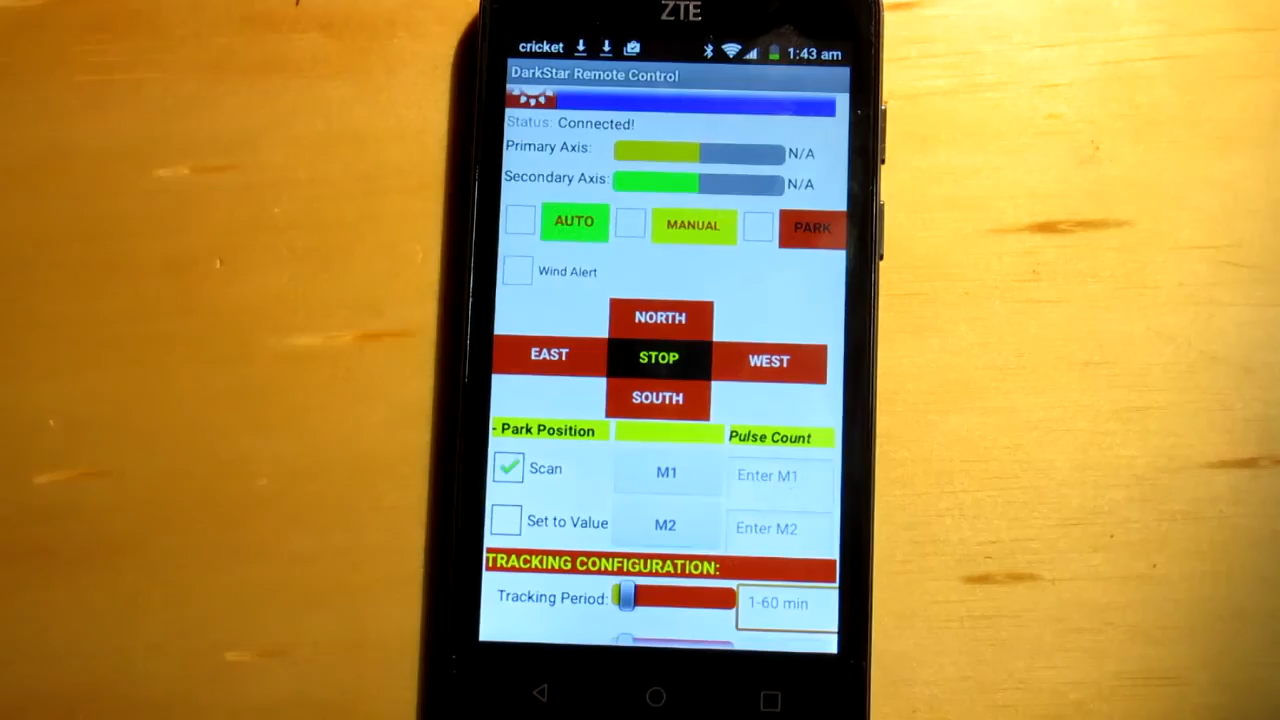 ZTE
cricket 1:43 am
DarkStar Remote Control
Status: Connected!
Primary Axis: N/A
Secondary Axis: N/A
AUTO MANUAL PARK
Wind Alert
NORTH
EAST STOP WEST
SOUTH
- Park Position Pulse Count
Scan M1 Enter M1
Set to Value M2 Enter M2
TRACKING CONFIGURATION:
Tracking Period: 1-60 min